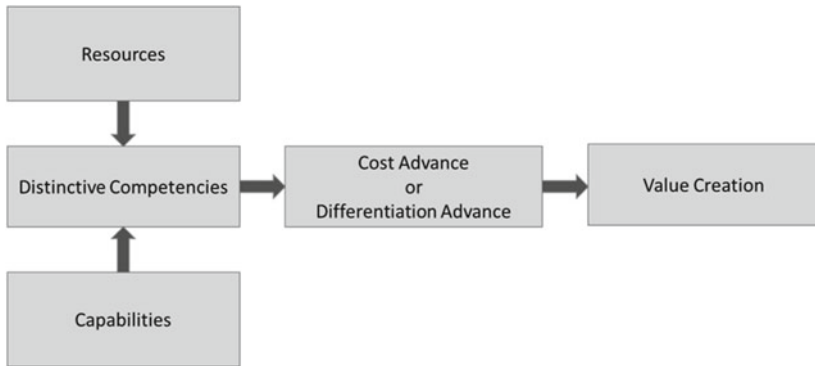 Resources
Distinctive Competencies
Cost Advance
or
Differentiation Advance
Value Creation
Capabilities